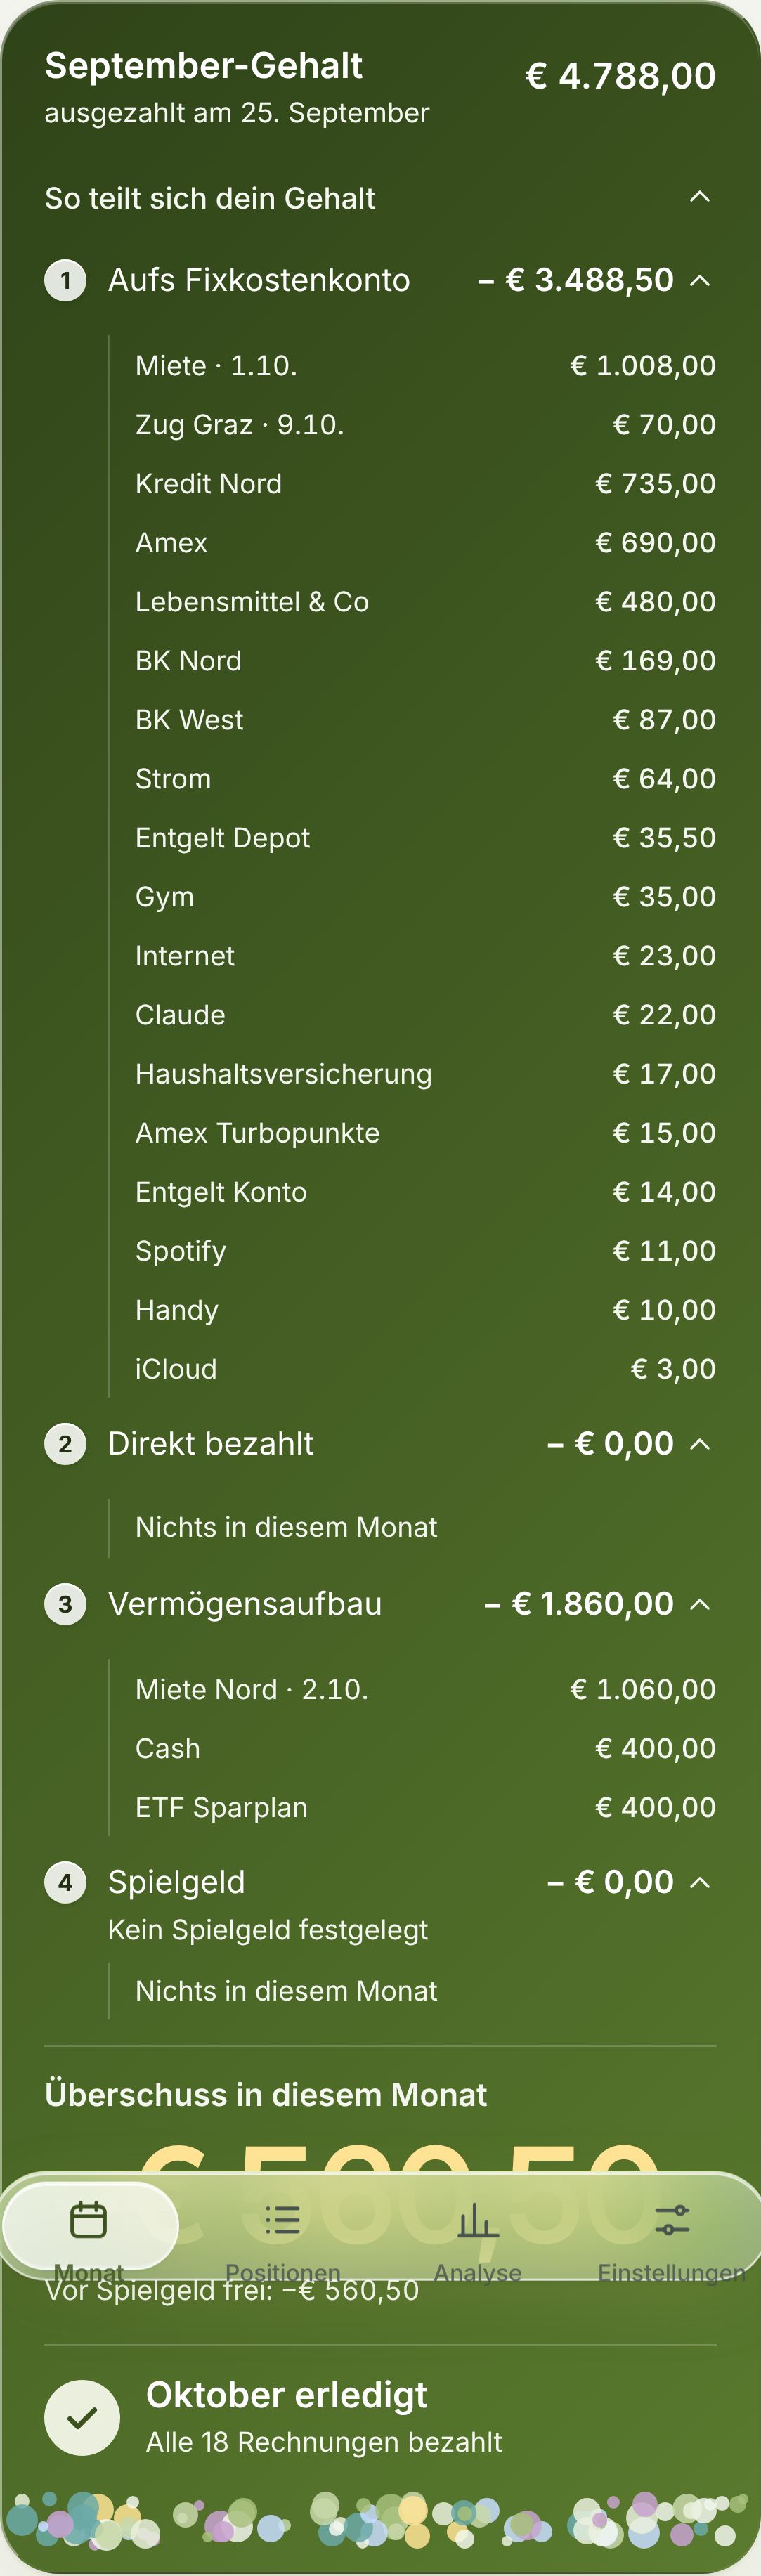 September-Gehalt
€ 4.788,00
ausgezahlt am 25. September
So teilt sich dein Gehalt
1 Aufs Fixkostenkonto – € 3.488,50
Miete · 1.10. € 1.008,00
Zug Graz · 9.10. € 70,00
Kredit Nord € 735,00
Amex € 690,00
Lebensmittel & Co € 480,00
BK Nord € 169,00
BK West € 87,00
Strom € 64,00
Entgelt Depot € 35,50
Gym € 35,00
Internet € 23,00
Claude € 22,00
Haushaltsversicherung € 17,00
Amex Turbopunkte € 15,00
Entgelt Konto € 14,00
Spotify € 11,00
Handy € 10,00
iCloud € 3,00
2 Direkt bezahlt – € 0,00
Nichts in diesem Monat
3 Vermögensaufbau – € 1.860,00
Miete Nord · 2.10. € 1.060,00
Cash € 400,00
ETF Sparplan € 400,00
4 Spielgeld – € 0,00
Kein Spielgeld festgelegt
Nichts in diesem Monat
Überschuss in diesem Monat
€ 560,50
Monat Positionen Analyse Einstellungen
Vor Spielgeld frei: −€ 560,50
Oktober erledigt
Alle 18 Rechnungen bezahlt